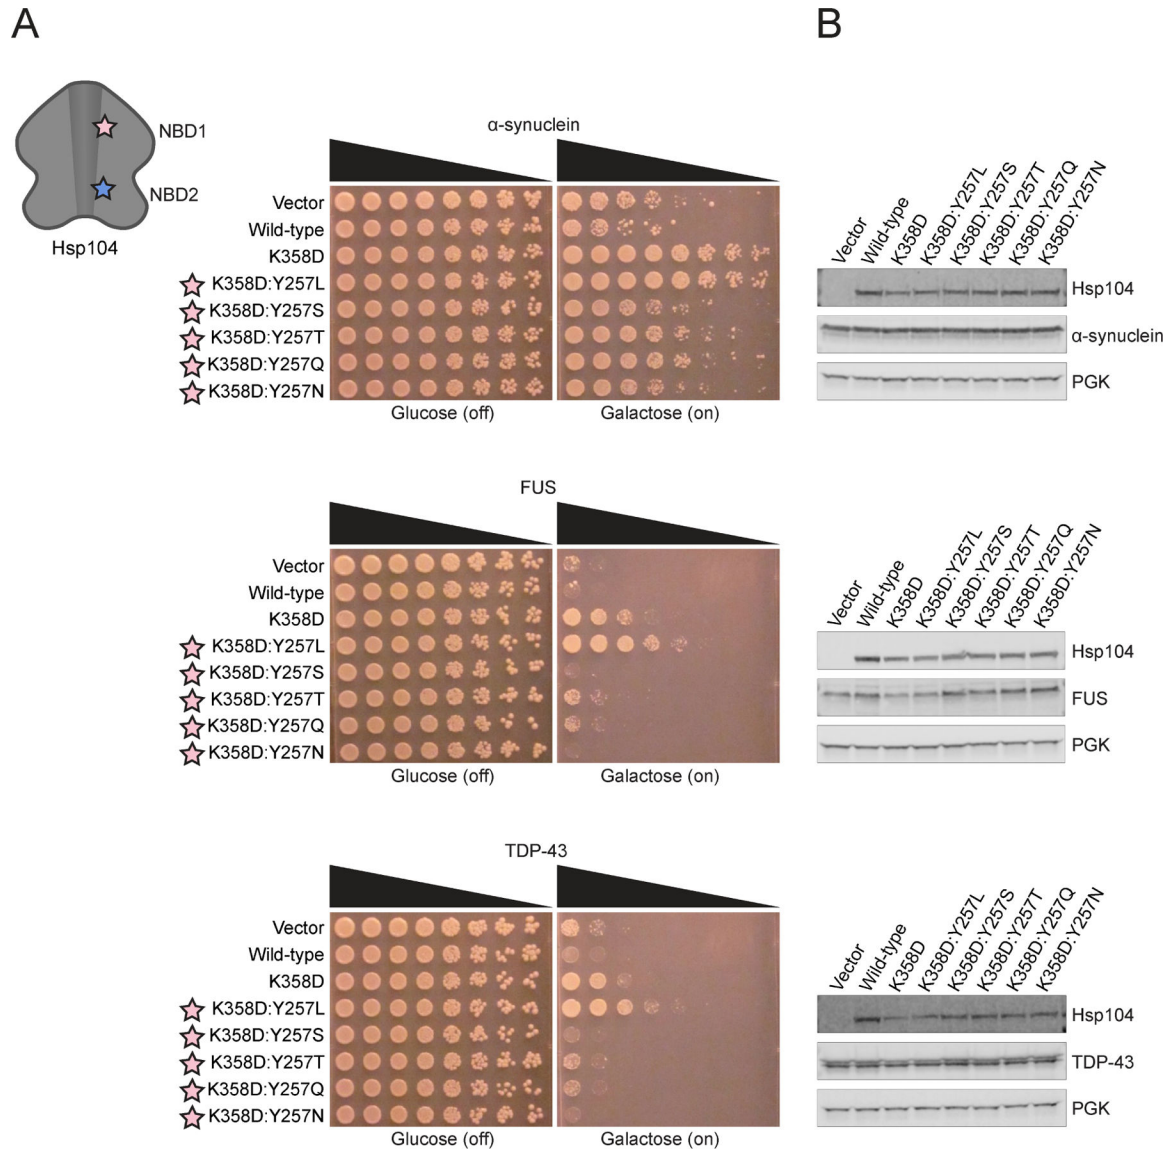 A
B
NBD1
NBD2
Hsp104
α-synuclein
Vector
Wild-type
K358D
K358D:Y257L
K358D:Y257S
K358D:Y257T
K358D:Y257Q
K358D:Y257N
Glucose (off)
Galactose (on)
Vector
Wild-type
K358D
K358D:Y257L
K358D:Y257S
K358D:Y257T
K358D:Y257Q
K358D:Y257N
Hsp104
α-synuclein
PGK
FUS
Vector
Wild-type
K358D
K358D:Y257L
K358D:Y257S
K358D:Y257T
K358D:Y257Q
K358D:Y257N
Glucose (off)
Galactose (on)
Vector
Wild-type
K358D
K358D:Y257L
K358D:Y257S
K358D:Y257T
K358D:Y257Q
K358D:Y257N
Hsp104
FUS
PGK
TDP-43
Vector
Wild-type
K358D
K358D:Y257L
K358D:Y257S
K358D:Y257T
K358D:Y257Q
K358D:Y257N
Glucose (off)
Galactose (on)
Vector
Wild-type
K358D
K358D:Y257L
K358D:Y257S
K358D:Y257T
K358D:Y257Q
K358D:Y257N
Hsp104
TDP-43
PGK